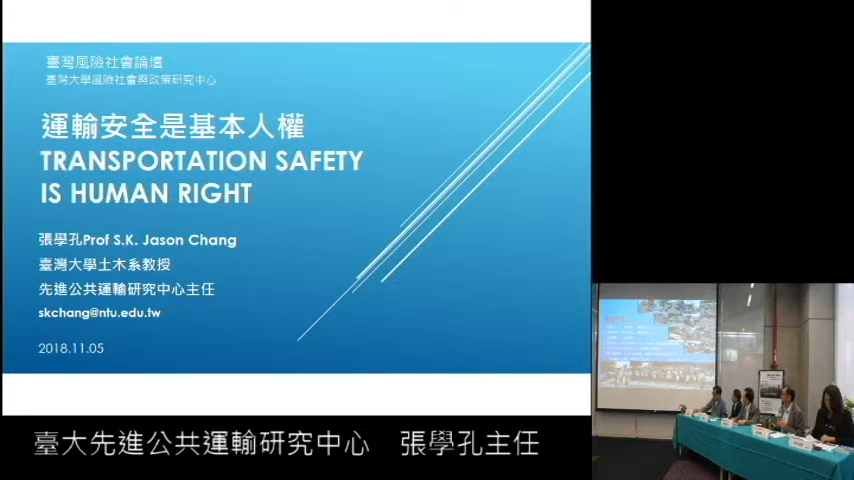 臺灣風險社會論壇
臺灣大學風險社會與政策研究中心
運輸安全是基本人權
TRANSPORTATION SAFETY
IS HUMAN RIGHT
張學孔Prof S.K. Jason Chang
臺灣大學土木系教授
先進公共運輸研究中心主任
skchang@ntu.edu.tw
2018.11.05
臺大先進公共運輸研究中心　張學孔主任